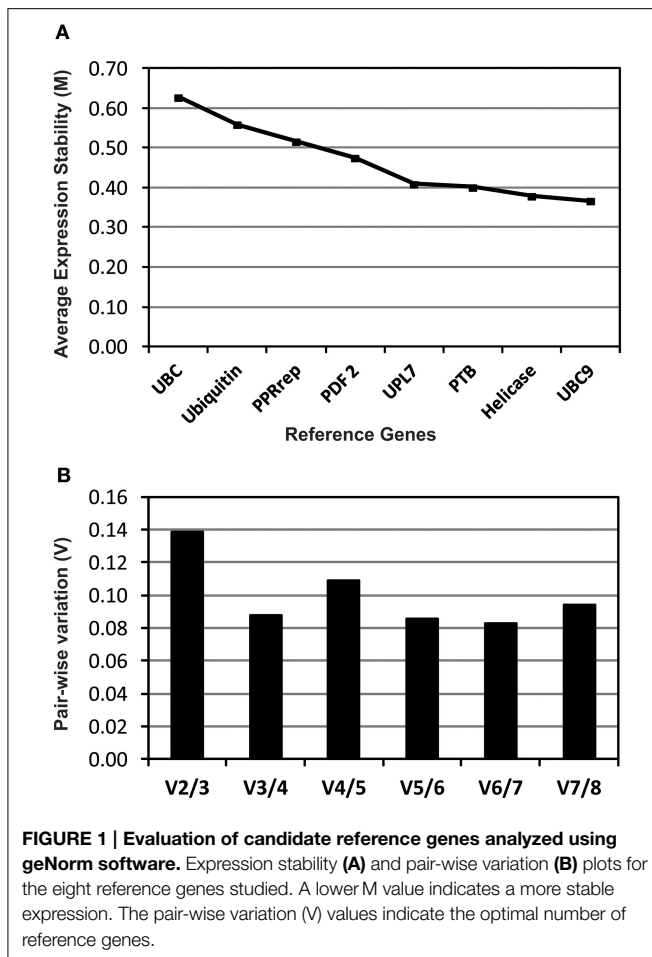 A
Average Expression Stability (M)
0.70
0.60
0.50
0.40
0.30
0.20
0.10
0.00
UBC
Ubiquitin
PPRrep
PDF 2
UPL7
PTB
Helicase
UBC9
Reference Genes
B
Pair-wise variation (V)
0.16
0.14
0.12
0.10
0.08
0.06
0.04
0.02
0.00
V2/3 V3/4 V4/5 V5/6 V6/7 V7/8
FIGURE 1 | Evaluation of candidate reference genes analyzed using
geNorm software. Expression stability (A) and pair-wise variation (B) plots for
the eight reference genes studied. A lower M value indicates a more stable
expression. The pair-wise variation (V) values indicate the optimal number of
reference genes.